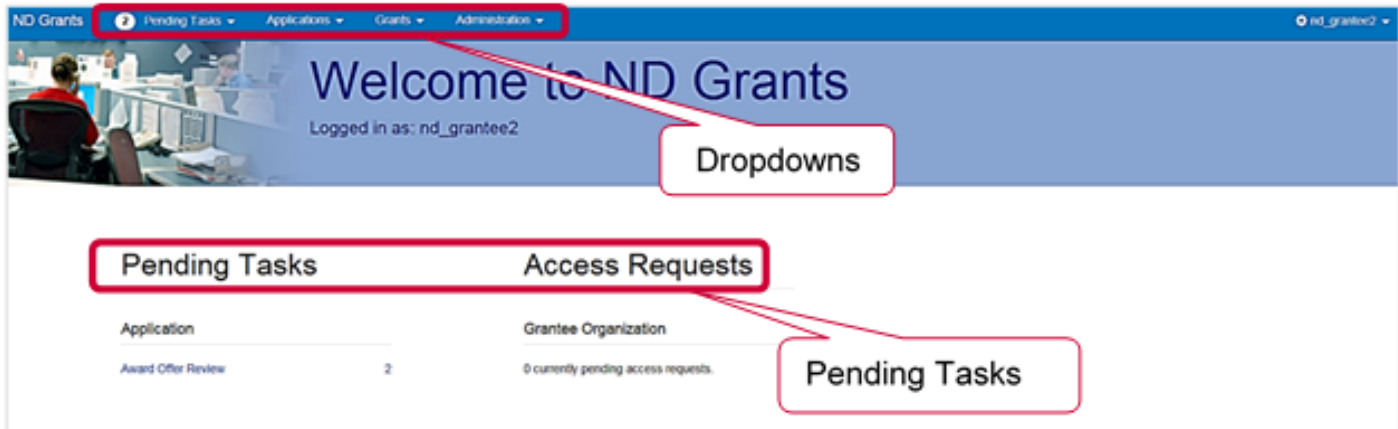 ND Grants 2 Pending Tasks Applications Grants Administration nd_grantee2
Welcome to ND Grants
Logged in as: nd_grantee2
Dropdowns
Pending Tasks Access Requests
Application Grantee Organization
Award Offer Review 2 0 currently pending access requests.
Pending Tasks